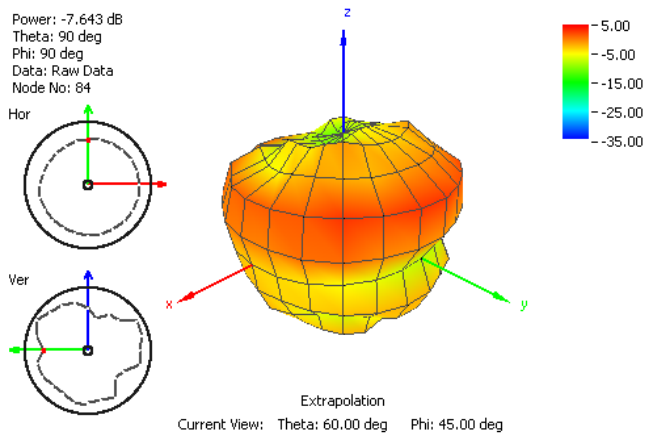 Power: -7.643 dB
Theta: 90 deg
Phi: 90 deg
Data: Raw Data
Node No: 84
Hor
Ver
z
x
y
-5.00
-5.00
-15.00
-25.00
-35.00
Extrapolation
Current View: Theta: 60.00 deg Phi: 45.00 deg